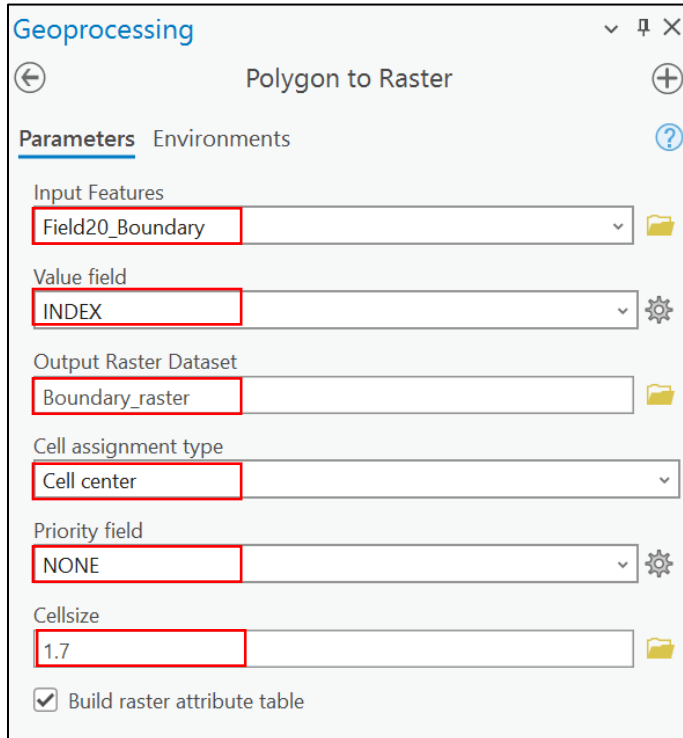 Geoprocessing
Polygon to Raster
Parameters Environments
Input Features
Field20_Boundary
Value field
INDEX
Output Raster Dataset
Boundary_raster
Cell assignment type
Cell center
Priority field
NONE
Cellsize
1.7
Build raster attribute table